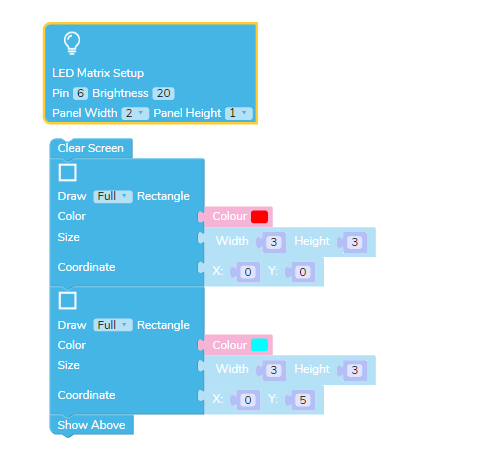 LED Matrix Setup
Pin 6 Brightness 20
Panel Width 2 Panel Height 1
Clear Screen
Draw Full Rectangle
Color Colour
Size Width 3 Height 3
Coordinate X: 0 Y: 0
Draw Full Rectangle
Color Colour
Size Width 3 Height 3
Coordinate X: 0 Y: 5
Show Above